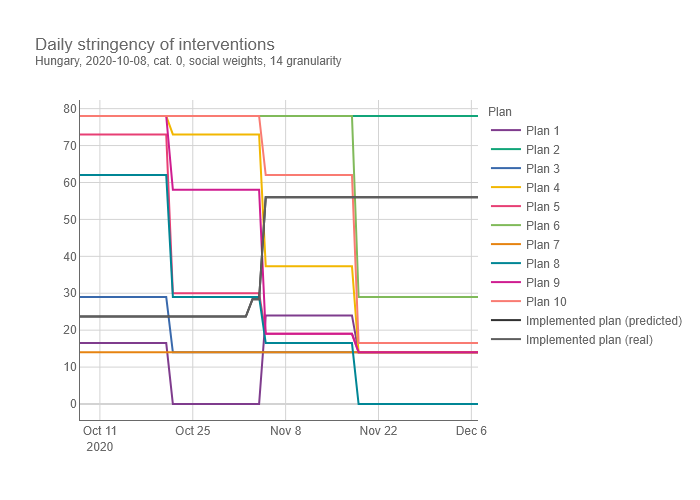 Daily stringency of interventions
Hungary, 2020-10-08, cat. 0, social weights, 14 granularity
80
70
60
50
40
30
20
10
0
Oct 11
2020
Oct 25
Nov 8
Nov 22
Dec 6
Plan
Plan 1
Plan 2
Plan 3
Plan 4
Plan 5
Plan 6
Plan 7
Plan 8
Plan 9
Plan 10
Implemented plan (predicted)
Implemented plan (real)